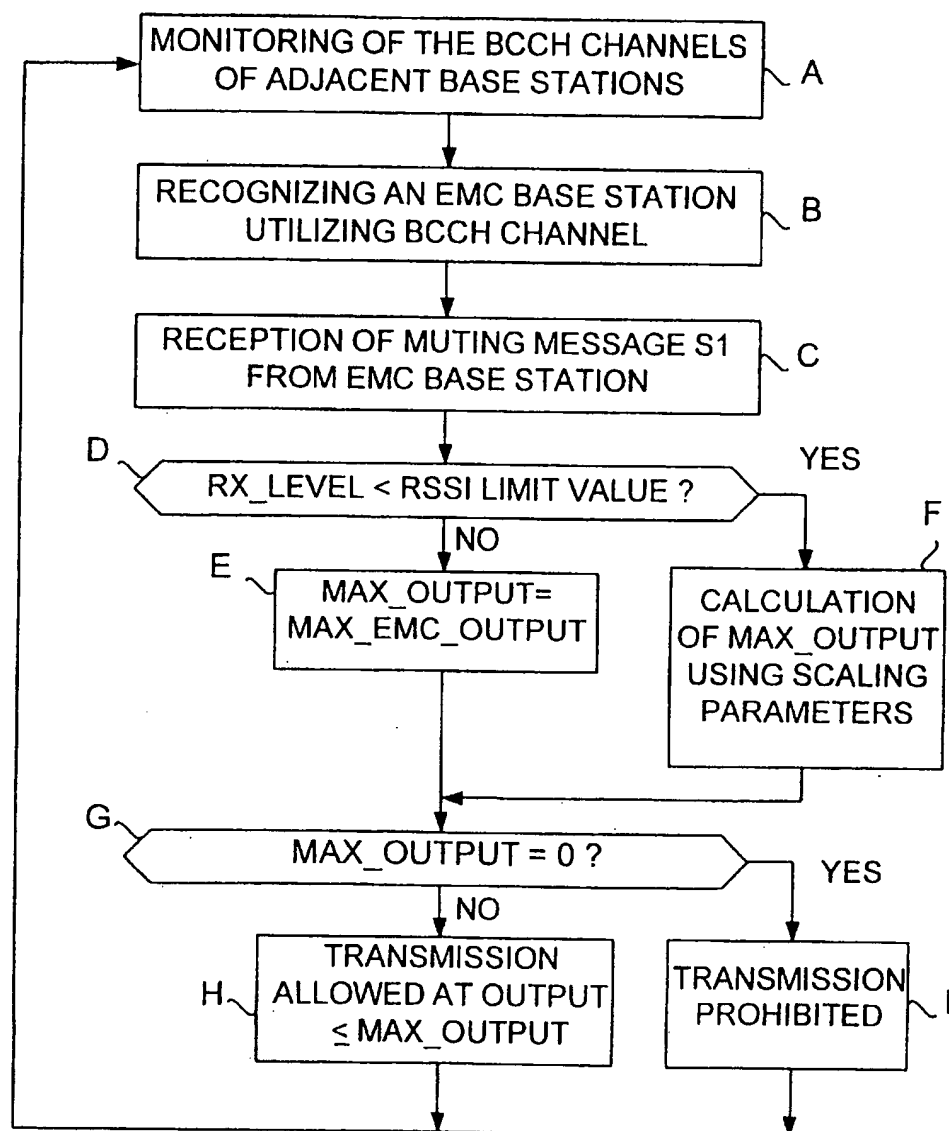 MONITORING OF THE BCCH CHANNELS
OF ADJACENT BASE STATIONS
A
RECOGNIZING AN EMC BASE STATION
UTILIZING BCCH CHANNEL
B
RECEPTION OF MUTING MESSAGE S1
FROM EMC BASE STATION
C
D
RX_LEVEL < RSSI LIMIT VALUE ?
YES
NO
E
MAX_OUTPUT=
MAX_EMC_OUTPUT
F
CALCULATION
OF MAX_OUTPUT
USING SCALING
PARAMETERS
G
MAX_OUTPUT = 0 ?
YES
NO
H
TRANSMISSION
ALLOWED AT OUTPUT
≤ MAX_OUTPUT
TRANSMISSION
PROHIBITED
I